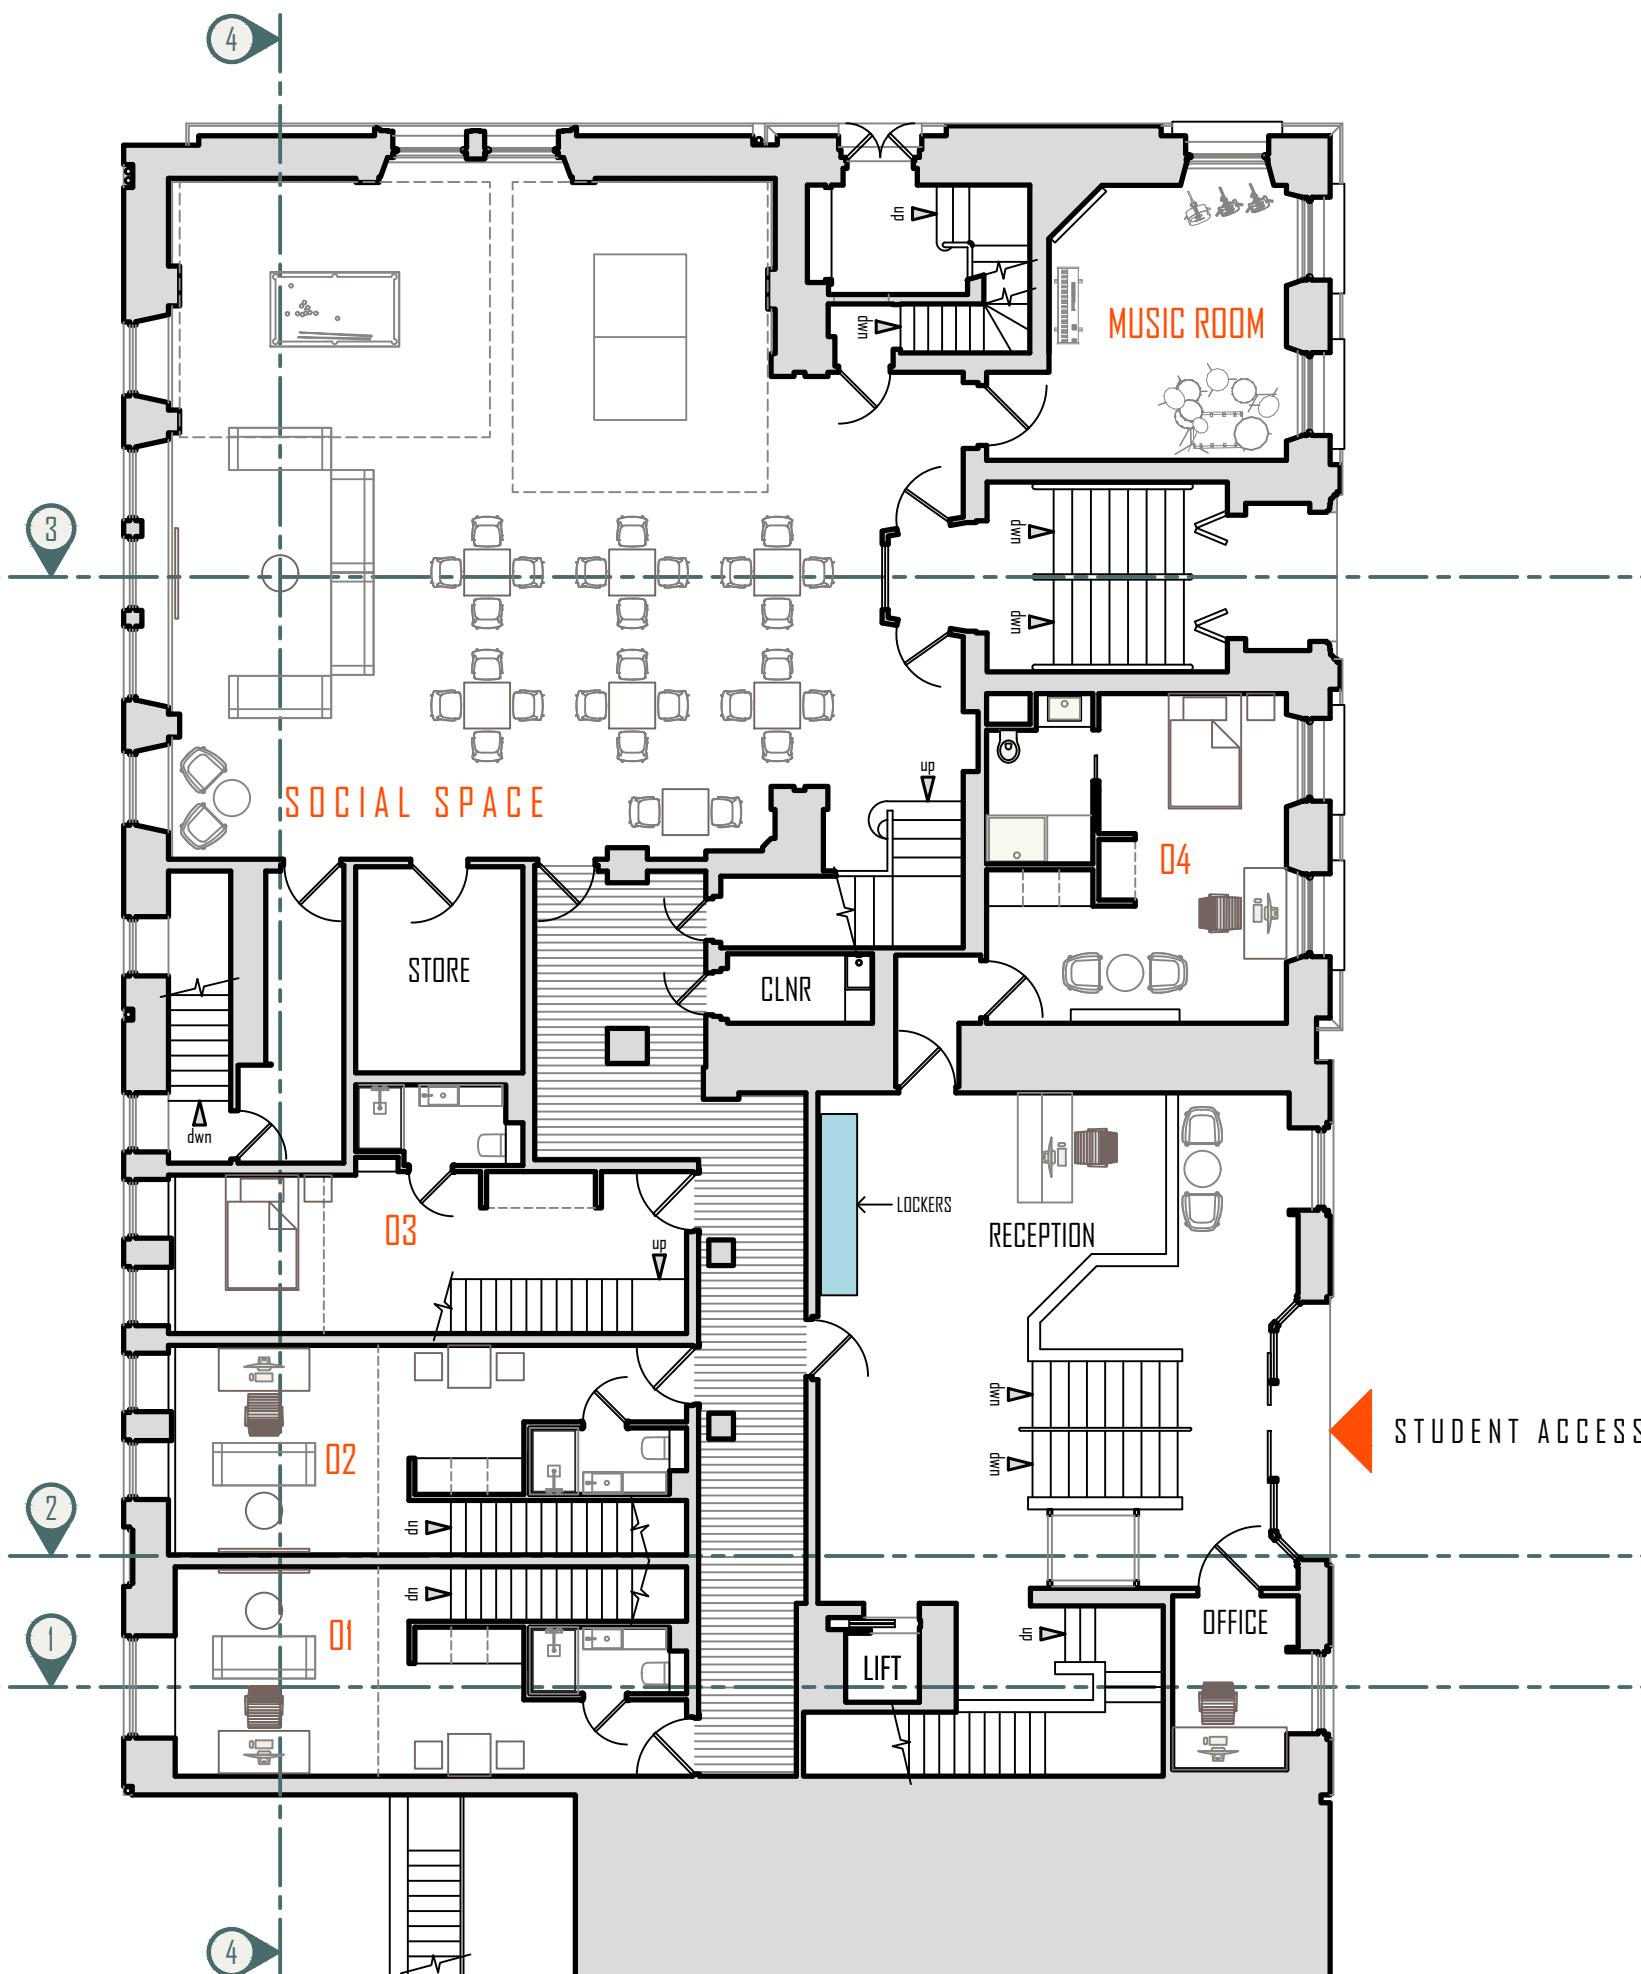 4
dn
dwn
MUSIC ROOM
3
dwn
dwn
up
SOCIAL SPACE
04
STORE
CLNR
dwn
LOCKERS
03
RECEPTION
up
dwn
STUDENT ACCESS
02
dwn
2
dn
dn
01
OFFICE
dn
1
LIFT
4